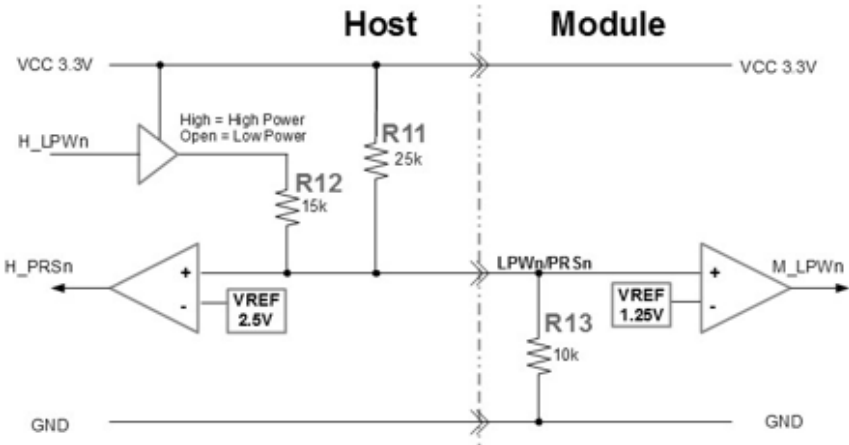 Host
Module
VCC 3.3V
VCC 3.3V
High = High Power
Open = Low Power
H_LPWn
R11
25k
R12
15k
H_PRSn
LPWn/PRSn
M_LPWn
+
-
VREF
2.5V
+
-
VREF
1.25V
R13
10k
GND
GND